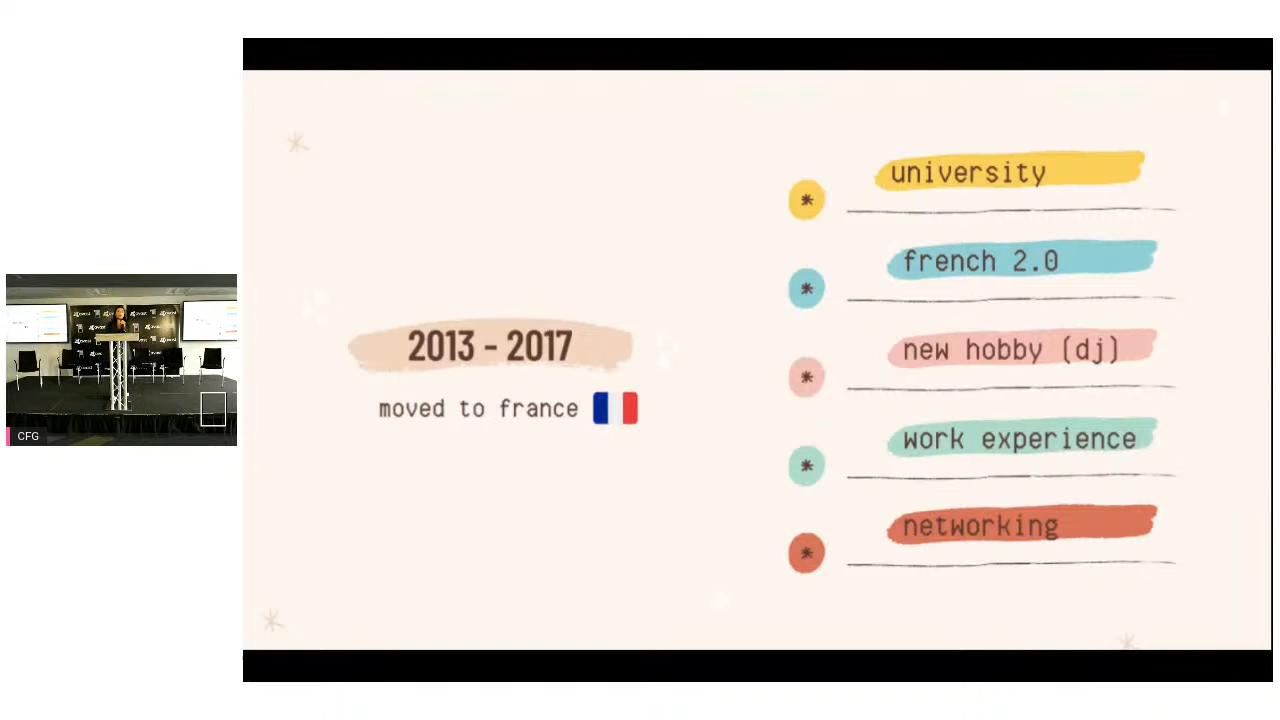 2013 - 2017
moved to france
university
*
french 2.0
*
new hobby (dj)
*
work experience
*
networking
*
CFG